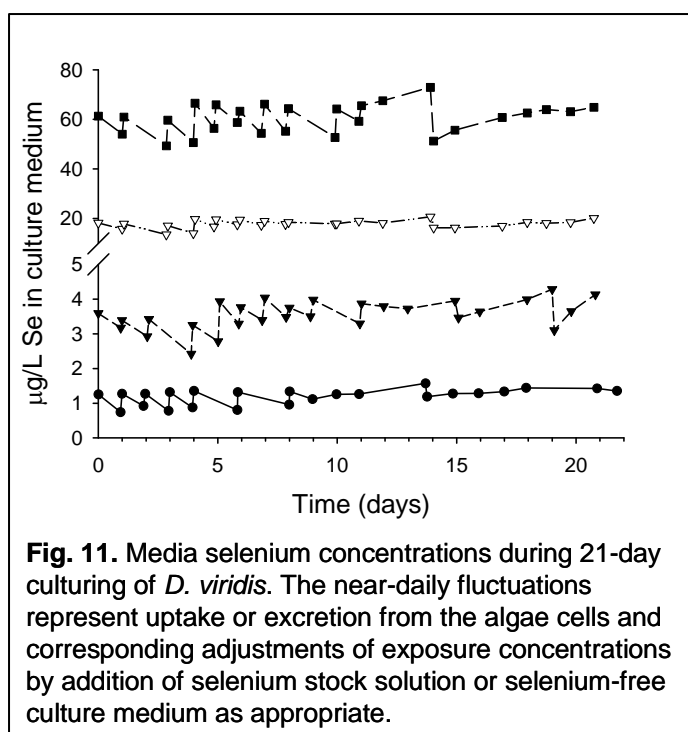 80
60
40
20
5
4
3
2
1
0
µg/L Se in culture medium
0 5 10 15 20
Time (days)
Fig. 11. Media selenium concentrations during 21-day
culturing of D. viridis. The near-daily fluctuations
represent uptake or excretion from the algae cells and
corresponding adjustments of exposure concentrations
by addition of selenium stock solution or selenium-free
culture medium as appropriate.